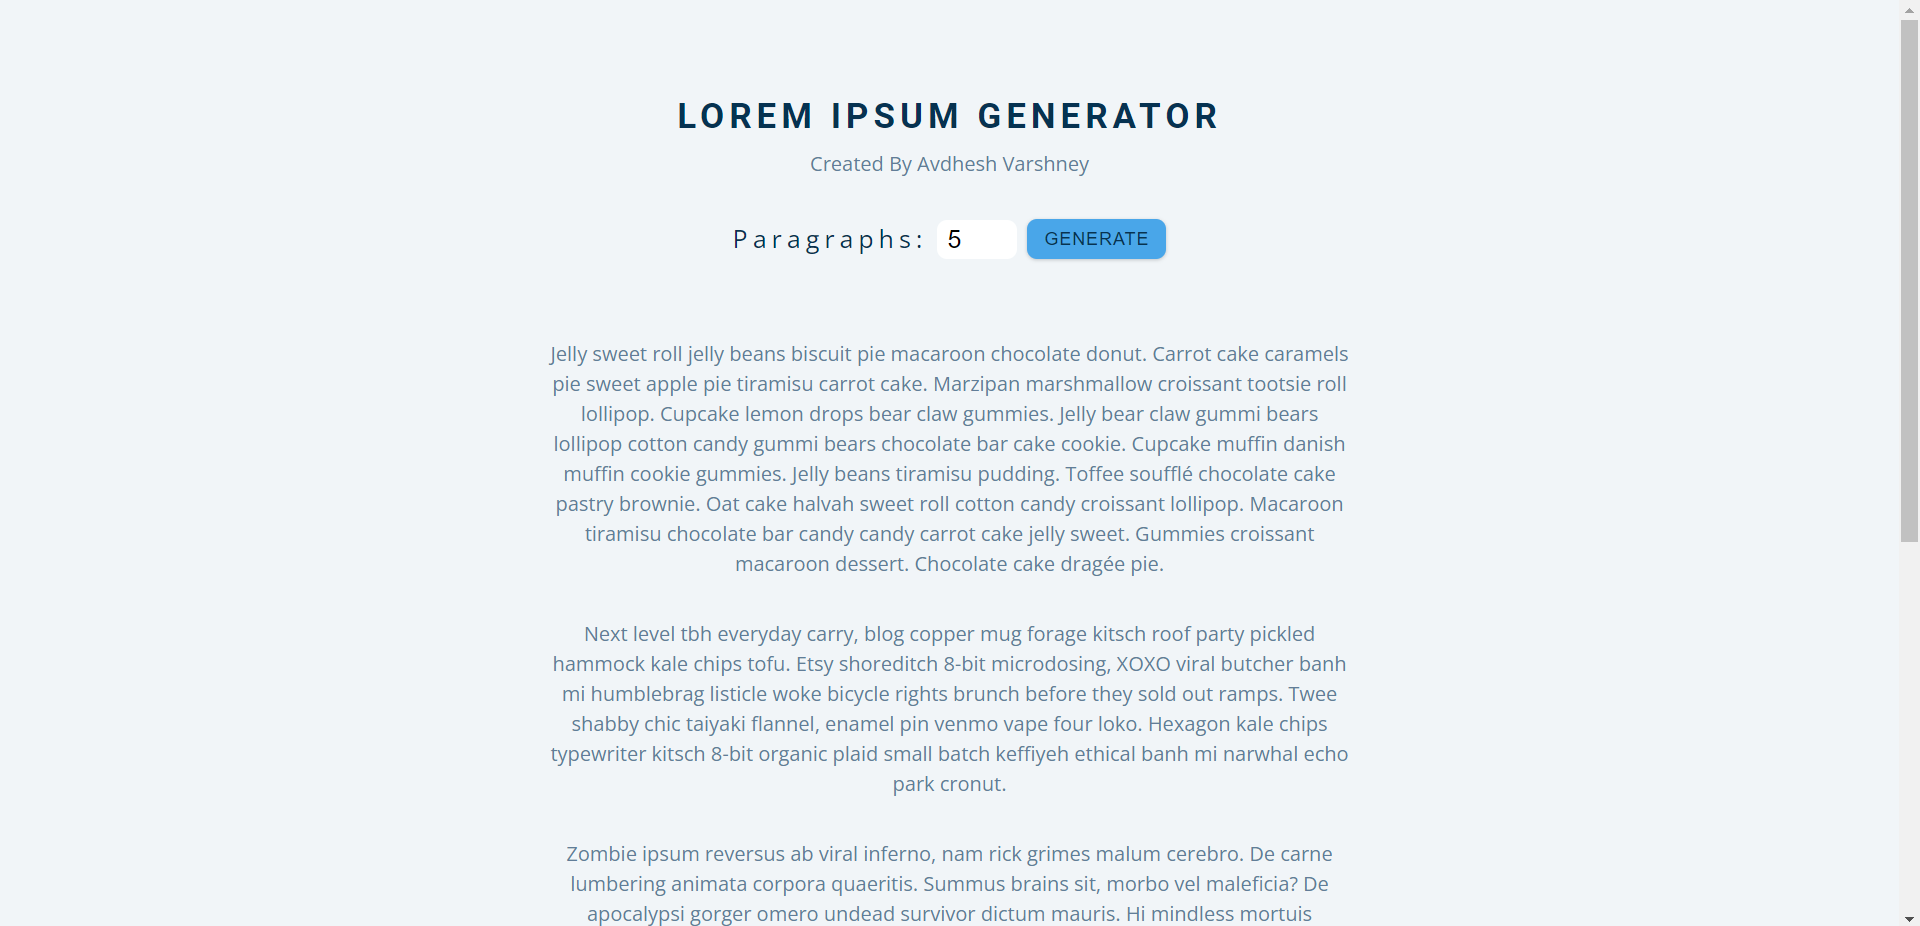 LOREM IPSUM GENERATOR
Created By Avdhesh Varshney
Paragraphs: 5 GENERATE
Jelly sweet roll jelly beans biscuit pie macaroon chocolate donut. Carrot cake caramels
pie sweet apple pie tiramisu carrot cake. Marzipan marshmallow croissant tootsie roll
lollipop. Cupcake lemon drops bear claw gummies. Jelly bear claw gummi bears
lollipop cotton candy gummi bears chocolate bar cake cookie. Cupcake muffin danish
muffin cookie gummies. Jelly beans tiramisu pudding. Toffee soufflé chocolate cake
pastry brownie. Oat cake halvah sweet roll cotton candy croissant lollipop. Macaroon
tiramisu chocolate bar candy candy carrot cake jelly sweet. Gummies croissant
macaroon dessert. Chocolate cake dragée pie.
Next level tbh everyday carry, blog copper mug forage kitsch roof party pickled
hammock kale chips tofu. Etsy shoreditch 8-bit microdosing, XOXO viral butcher banh
mi humblebrag listicle woke bicycle rights brunch before they sold out ramps. Twee
shabby chic taiyaki flannel, enamel pin venmo vape four loko. Hexagon kale chips
typewriter kitsch 8-bit organic plaid small batch keffiyeh ethical banh mi narwhal echo
park cronut.
Zombie ipsum reversus ab viral inferno, nam rick grimes malum cerebro. De carne
lumbering animata corpora quaeritis. Summus brains sit, morbo vel maleficia? De
apocalypsi gorger omero undead survivor dictum mauris. Hi mindless mortuis